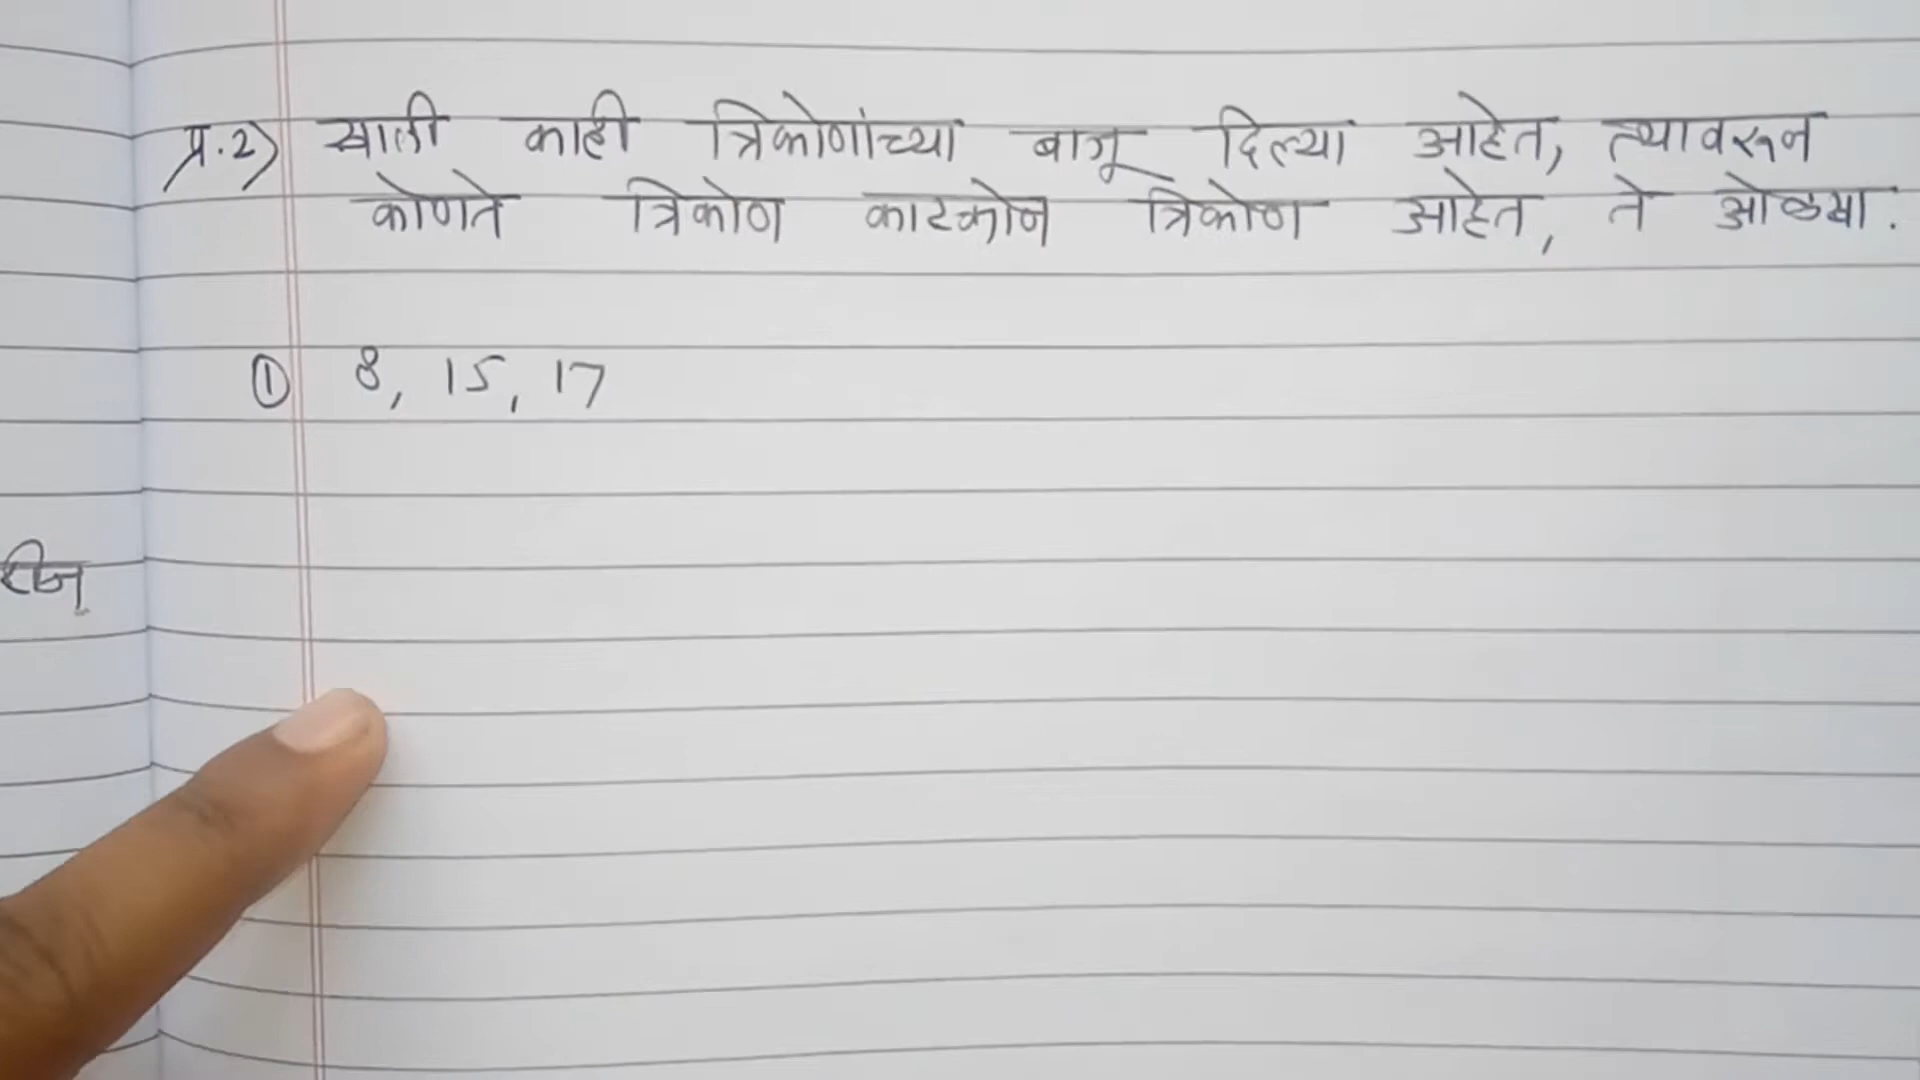 प्र.2) खाली काही त्रिकोणांच्या बाजू दिल्या आहेत, त्यावरून
कोणते त्रिकोण काटकोन त्रिकोण आहेत, ते ओळखा.
① 8, 15, 17